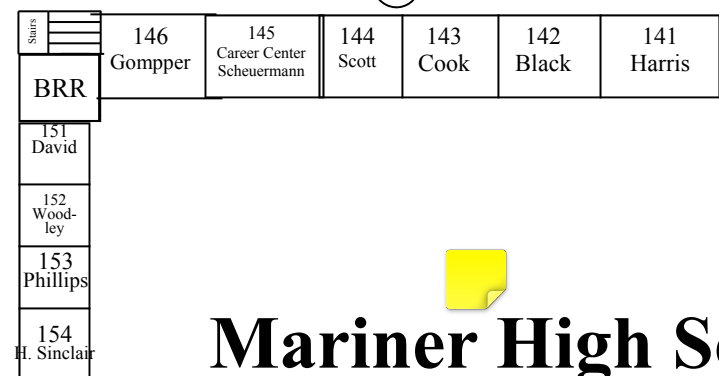 Stairs
146
Gompper
145
Career Center
Scheuermann
144
Scott
143
Cook
142
Black
141
Harris
BRR
151
David
152
Wood-
ley
153
Phillips
154
H. Sinclair
Mariner High